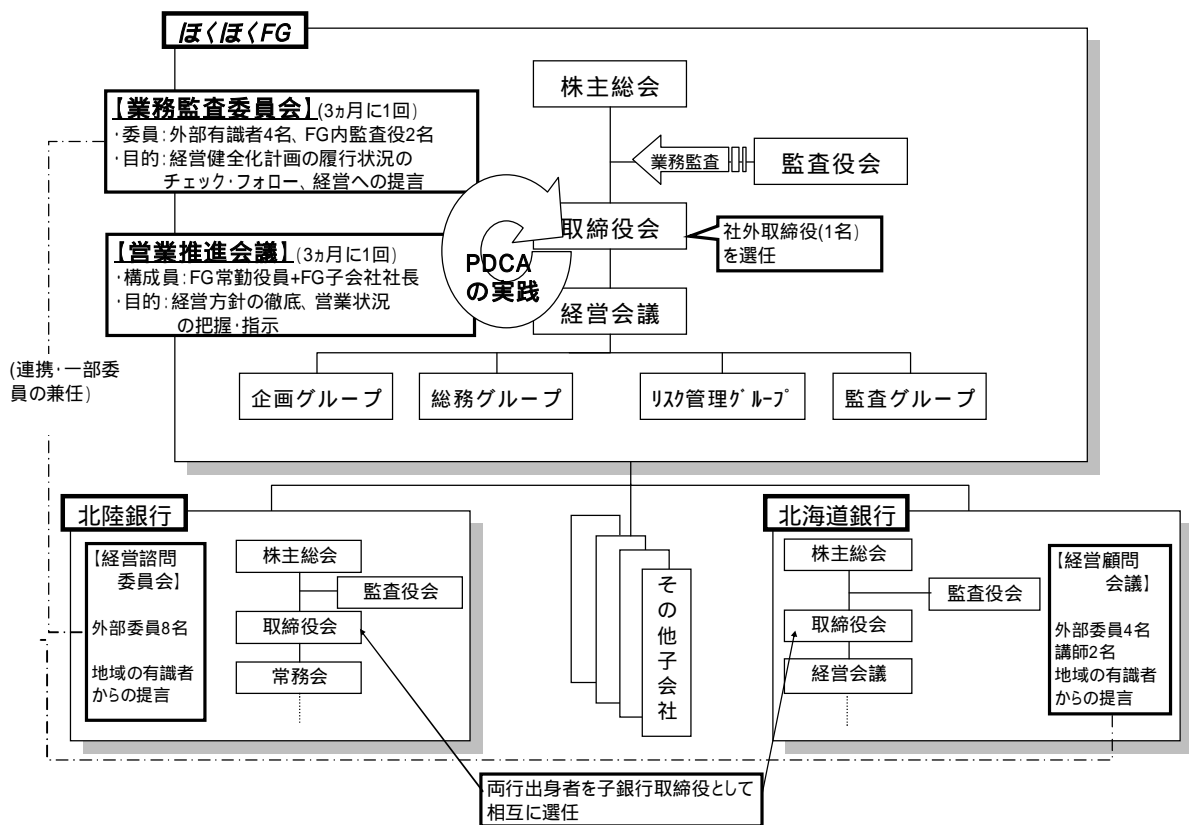 ほくほくFG
株主総会
【業務監査委員会】(3ヵ月に1回)
・委員:外部有識者4名、FG内監査役2名
・目的:経営健全化計画の履行状況の
チェック・フォロー、経営への提言
業務監査
監査役会
取締役会
社外取締役(1名)
を選任
【営業推進会議】(3ヵ月に1回)
・構成員:FG常勤役員+FG子会社社長
・目的:経営方針の徹底、営業状況
の把握・指示
PDCA
の実践
経営会議
(連携・一部委
員の兼任)
企画グループ
総務グループ
リスク管理グループ
監査グループ
北陸銀行
【経営諮問
委員会】
外部委員8名
地域の有識者
からの提言
株主総会
監査役会
取締役会
常務会
その他子会社
北海道銀行
株主総会
監査役会
取締役会
経営会議
【経営顧問
会議】
外部委員4名
講師2名
地域の有識者
からの提言
両行出身者を子銀行取締役として
相互に選任